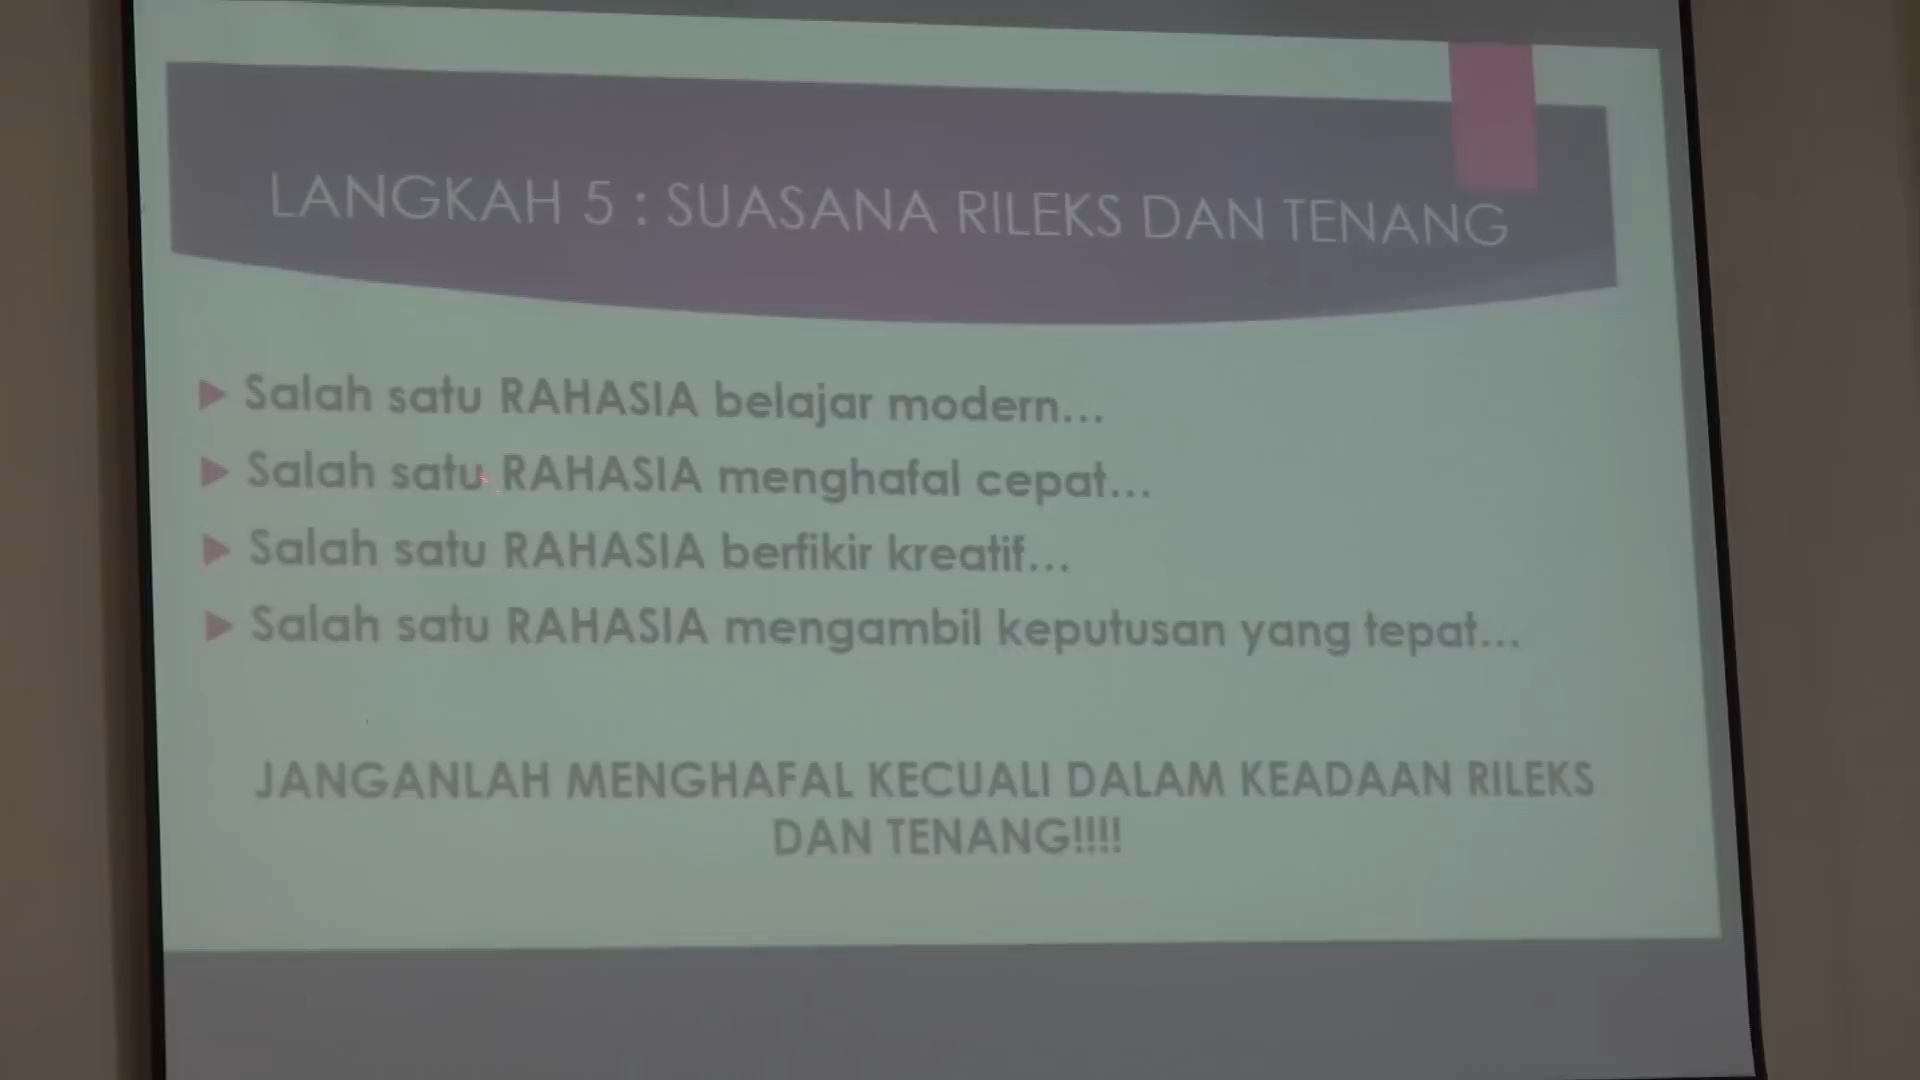 LANGKAH 5 : SUASANA RILEKS DAN TENANG
Salah satu RAHASIA belajar modern...
Salah satu RAHASIA menghafal cepat...
Salah satu RAHASIA berfikir kreatif...
Salah satu RAHASIA mengambil keputusan yang tepat...
JANGANLAH MENGHAFAL KECUALI DALAM KEADAAN RILEKS
DAN TENANG!!!!